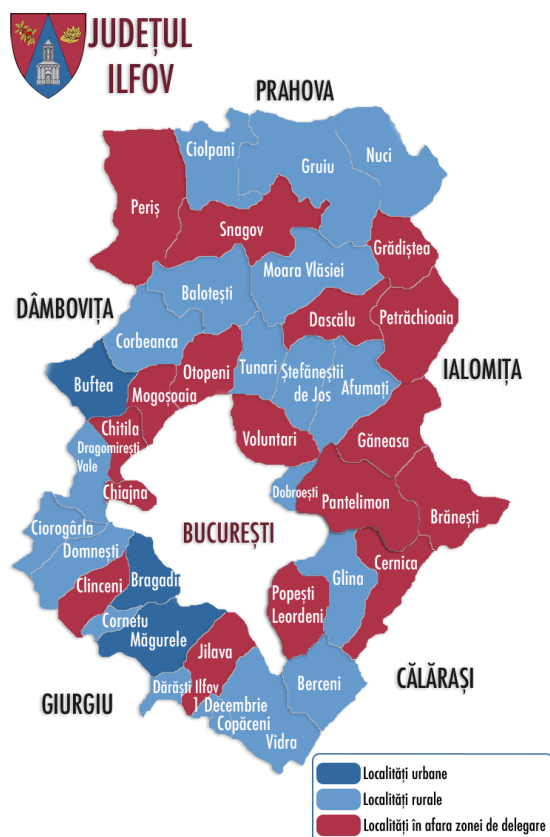 JUDEȚUL
ILFOV
PRAHOVA
Ciolpani
Gruiu
Nuci
Periș
Snagov
Grădiștea
Moara Vlăsiei
Balotești
DÂMBOVIȚA
Dascălu
Petrăchioaia
Corbeanca
Otopeni
Tunari
Ștefăneștii
de Jos
Afumați
IALOMIȚA
Buftea
Mogoșoaia
Chitila
Voluntari
Găneasa
Dragomirești
Vale
Chiajna
Dobroești
Pantelimon
Brănești
Ciorogârla
BUCUREȘTI
Domnești
Cernica
Clinceni
Bragadir
Popești
Leordeni
Glina
Cornetu
Măgurele
Jilava
Berceni
CĂLĂRAȘI
GIURGIU
Dărăști Ilfov
1 Decembrie
Copăceni
Vidra
Localități urbane
Localități rurale
Localități în afara zonei de delegare